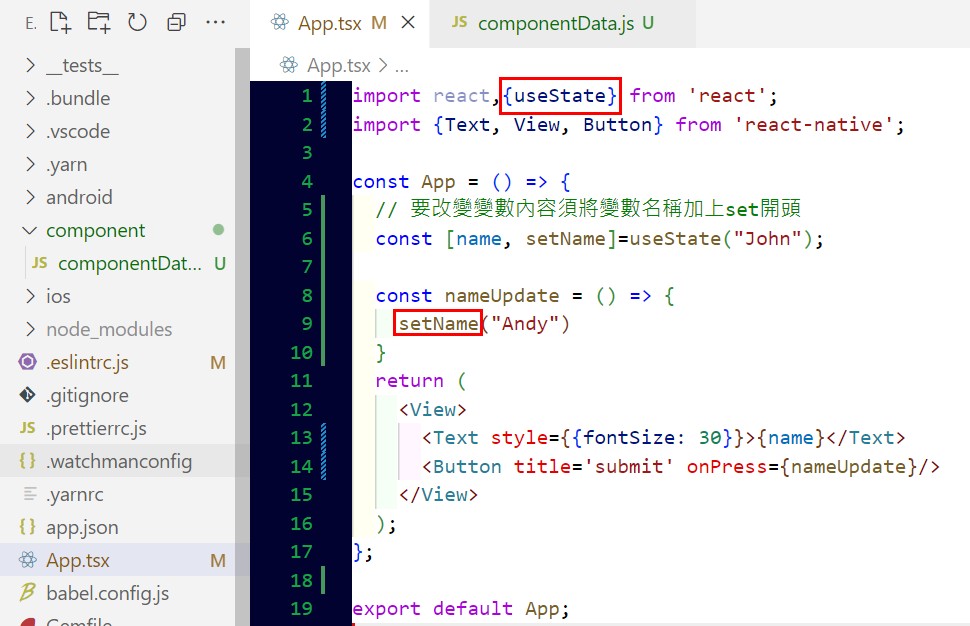 E.
App.tsx M
JS componentData.js U
App.tsx > ...
__tests__
.bundle
.vscode
.yarn
android
component
JS componentDat... U
ios
node_modules
.eslintrc.js M
.gitignore
JS .prettierrc.js
{} .watchmanconfig
.yarnrc
{} app.json
App.tsx M
babel.config.js
Gemfile
1 import react,{useState} from 'react';
2 import {Text, View, Button} from 'react-native';
3
4 const App = () => {
5 // 要改變變數內容須將變數名稱加上set開頭
6 const [name, setName]=useState("John");
7
8 const nameUpdate = () => {
9 setName("Andy")
10 }
11 return (
12 <View>
13 <Text style={{fontSize: 30}}>{name}</Text>
14 <Button title='submit' onPress={nameUpdate}/>
15 </View>
16 );
17 };
18
19 export default App;